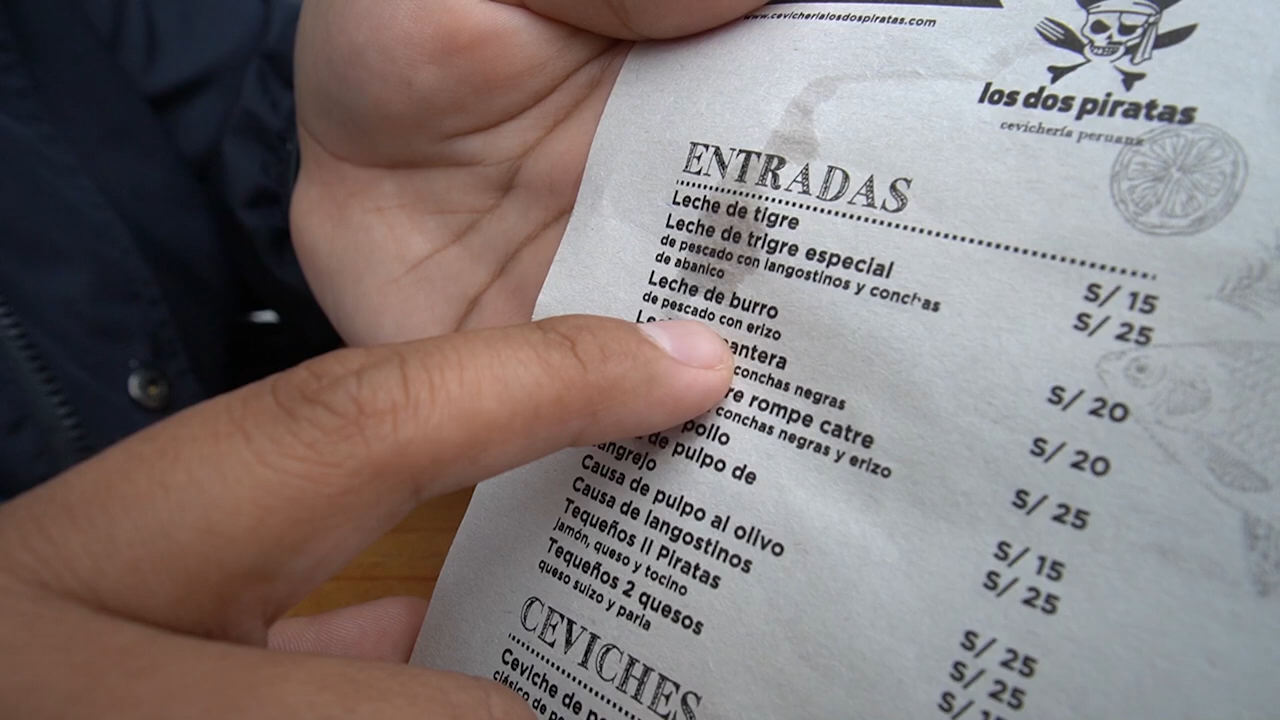 www.cevicherialosdospiratas.com
los dos piratas
cevichería peruana
ENTRADAS
Leche de tigre S/ 15
Leche de trigre especial S/ 25
de pescado con langostinos y conchas
de abanico
Leche de burro S/ 20
de pescado con erizo
pantera S/ 20
conchas negras
rompe catre S/ 25
conchas negras y erizo
pollo S/ 15
de pulpo de S/ 25
Causa de pulpo al olivo S/ 25
Causa de langostinos S/ 25
Tequeños II Piratas
jamón, queso y tocino
Tequeños 2 quesos
queso suizo y paria
CEVICHES
Ceviche de